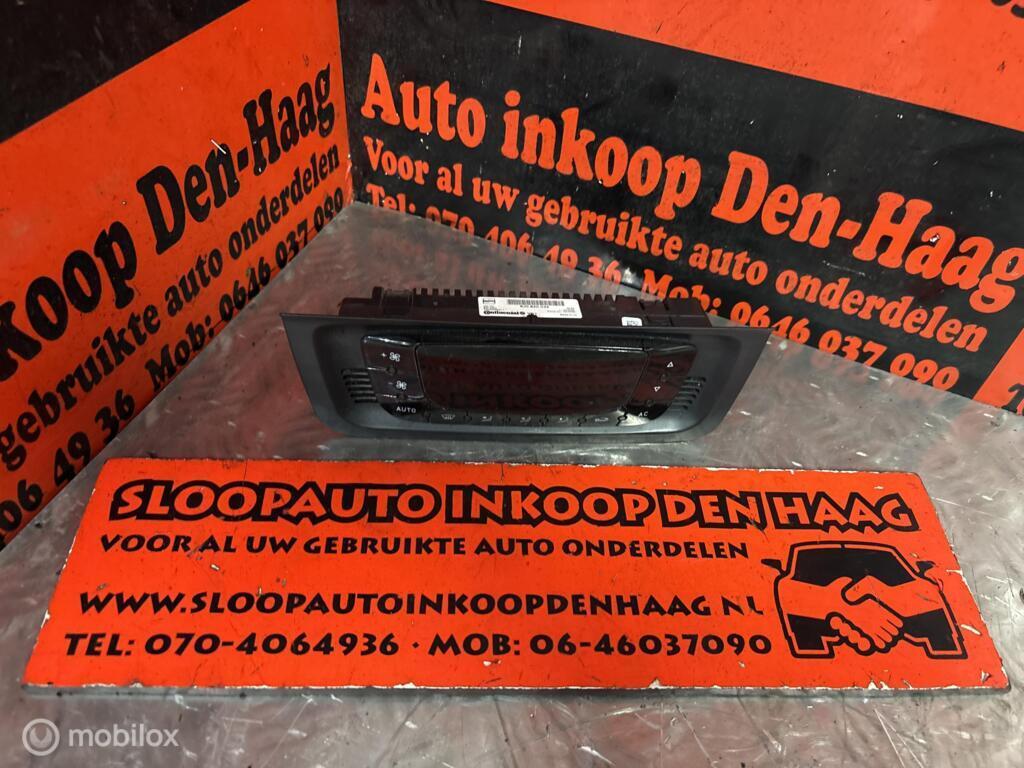 Koop Den-Haag
gebruikte auto onderdelen
06 49 36 Mob: 0646 037 090
Auto inkoop Den-Haag
Voor al uw gebruikte auto onderdelen
Tel: 070 406 49 36 Mob: 0646 037 090
Continental
AUTO
AC
SLOOPAUTO INKOOP DEN HAAG
VOOR AL UW GEBRUIKTE AUTO ONDERDELEN
WWW.SLOOPAUTOINKOOPDENHAAG NL
TEL: 070-4064936 · MOB: 06-46037090
mobilox